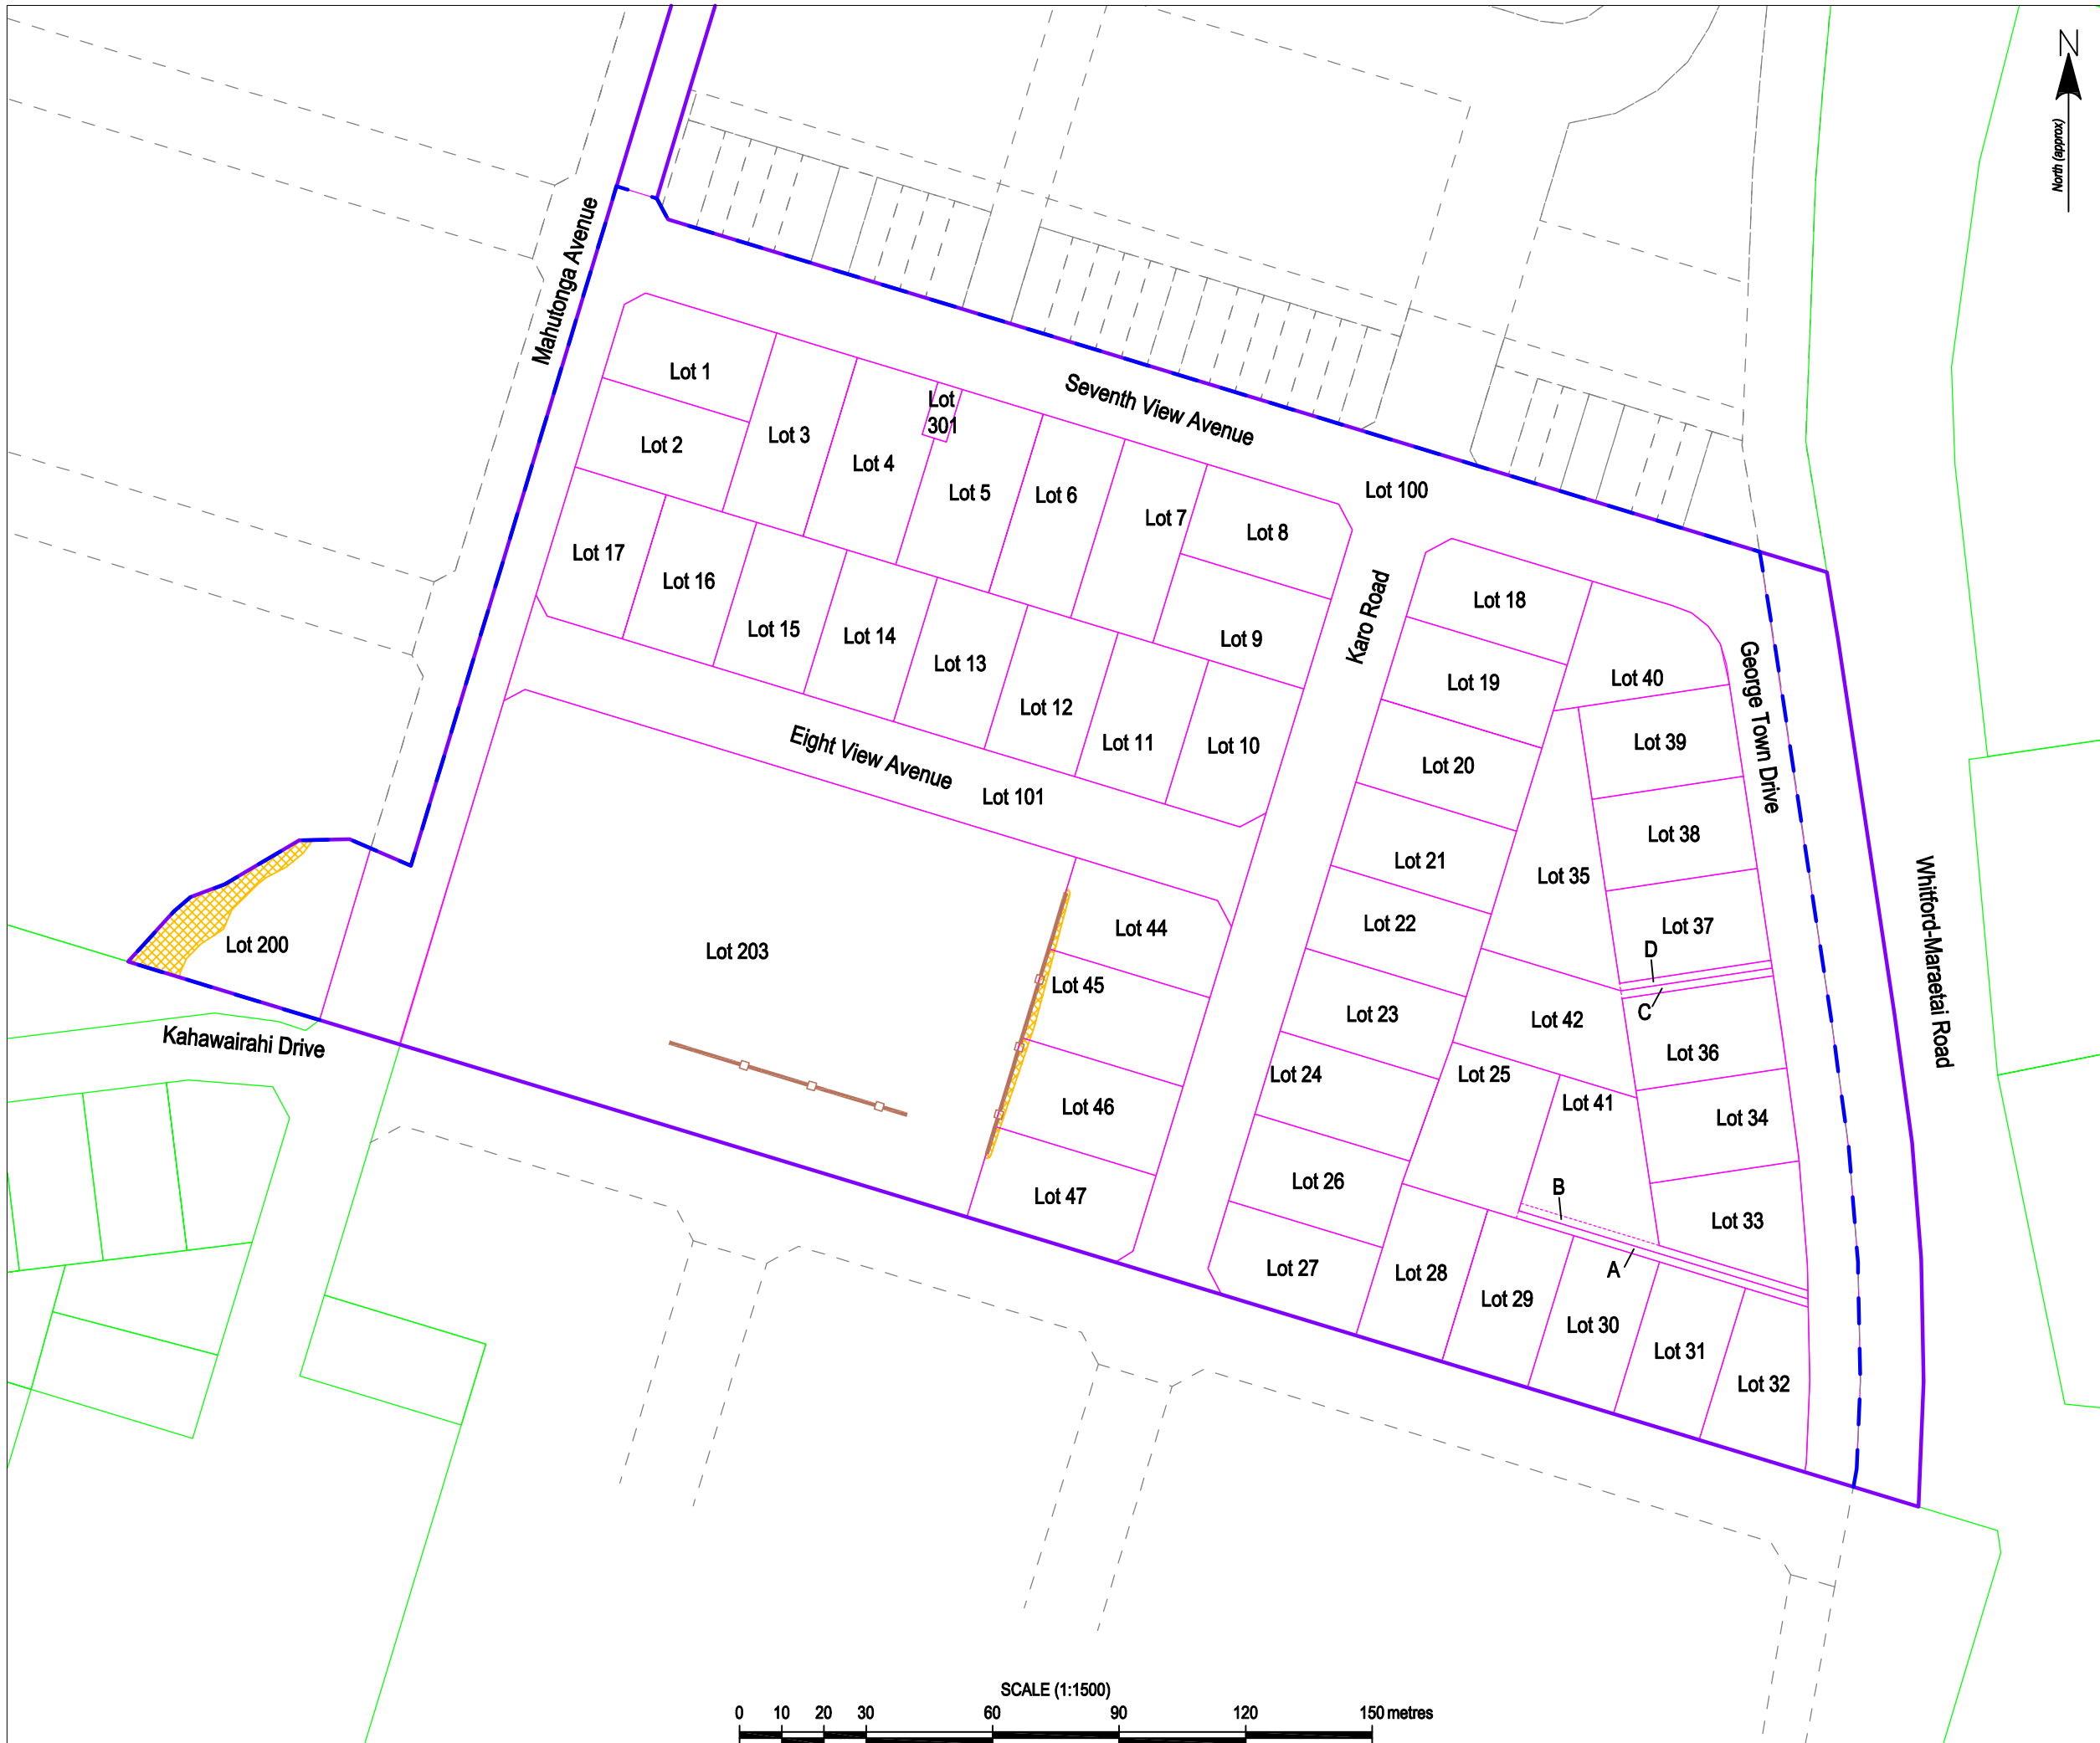 N
North (approx)
Mahutonga Avenue
Lot 1
Lot 2
Lot 3
Lot 4
Lot
301
Lot 5
Lot 6
Lot 7
Lot 8
Lot 9
Seventh View Avenue
Lot 100
Lot 17
Lot 16
Lot 15
Lot 14
Lot 13
Lot 12
Lot 11
Lot 10
Karo Road
Eight View Avenue
Lot 101
Lot 18
Lot 19
Lot 20
Lot 21
Lot 22
Lot 23
Lot 24
Lot 25
Lot 26
Lot 27
Lot 40
Lot 39
Lot 38
Lot 37
Lot 35
George Town Drive
Whitford-Maraetai Road
D
C
Lot 42
Lot 36
Lot 41
Lot 34
Lot 33
B
A
Lot 28
Lot 29
Lot 30
Lot 31
Lot 32
Lot 200
Kahawairahi Drive
Lot 203
Lot 44
Lot 45
Lot 46
Lot 47
SCALE (1:1500)
0 10 20 30 60 90 120 150 metres